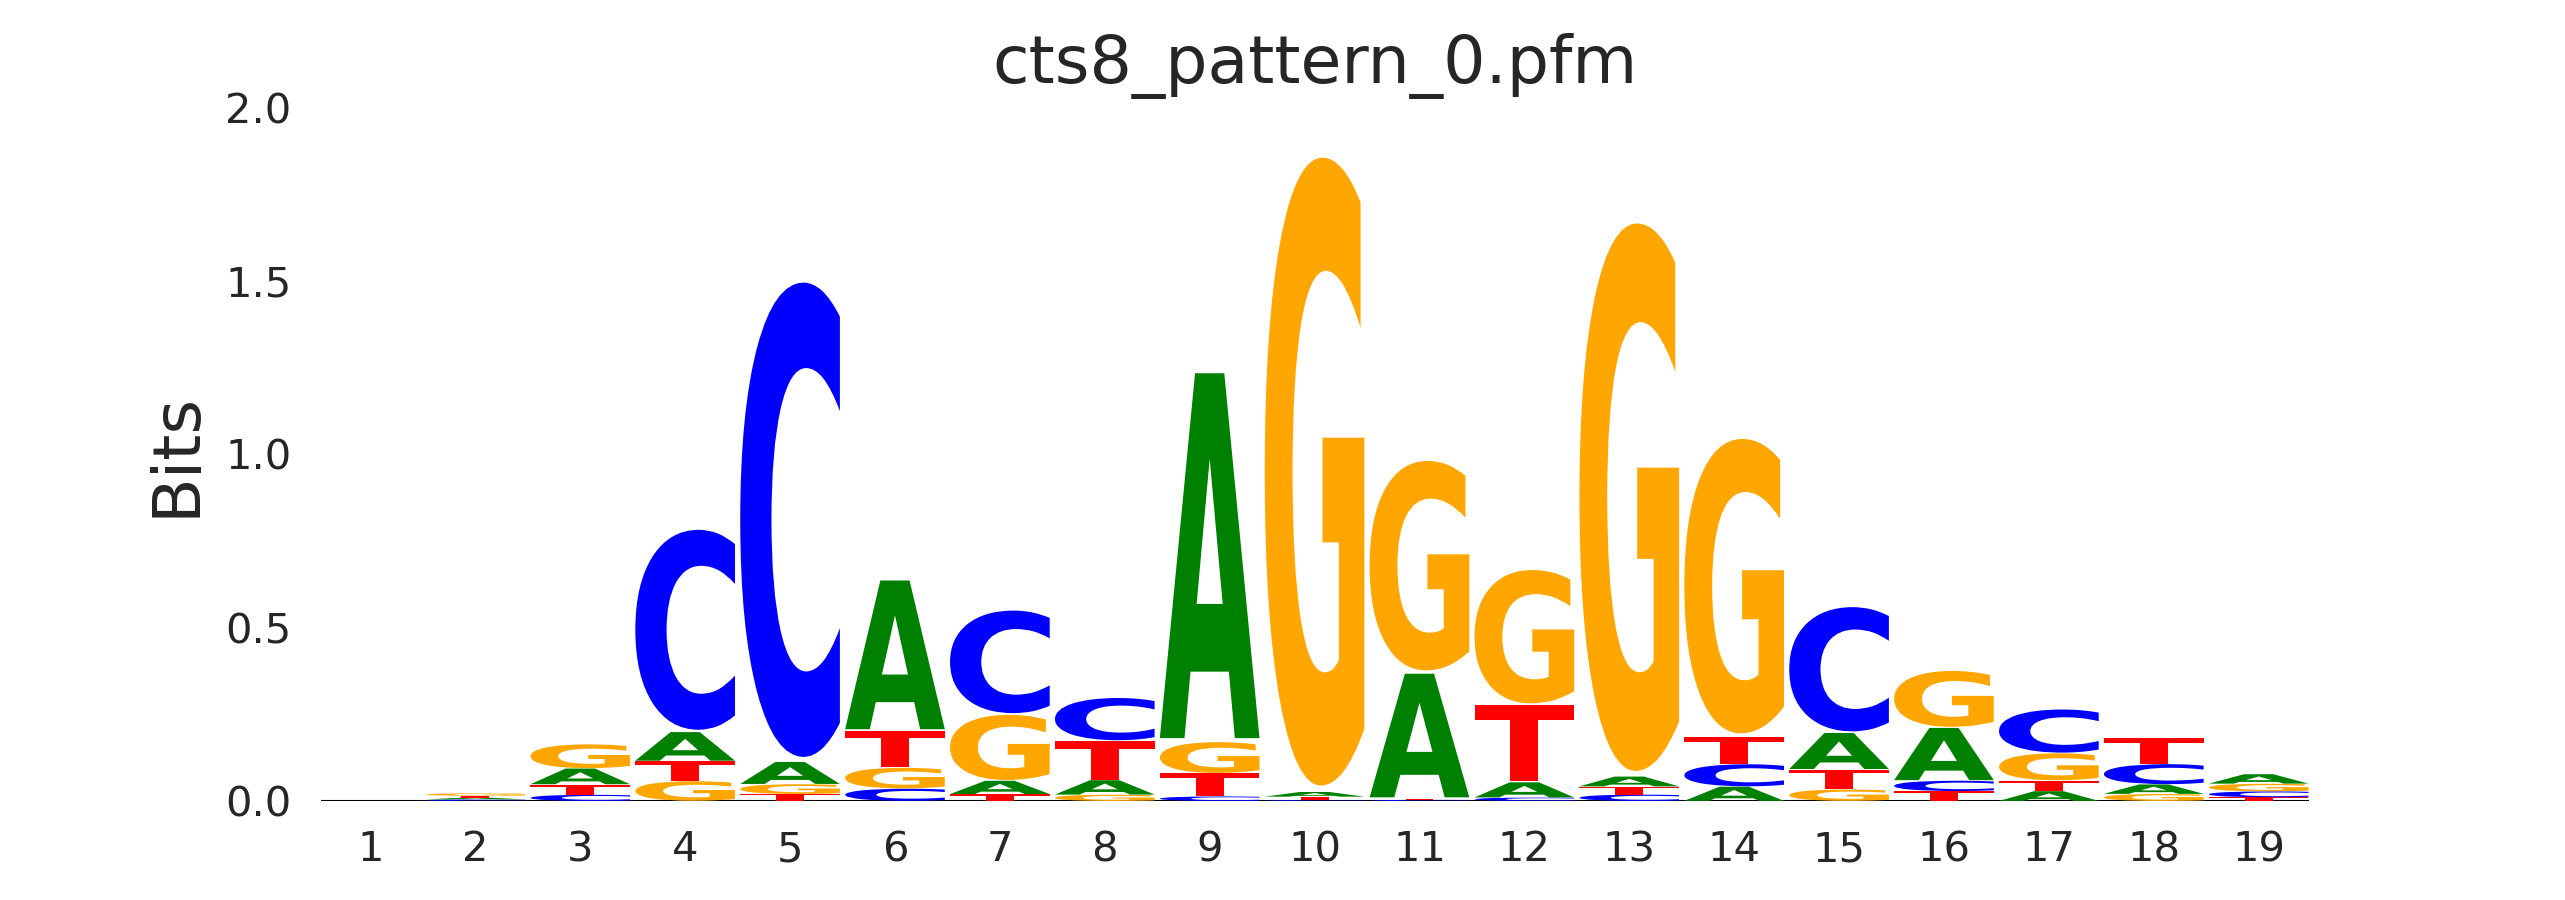 cts8_pattern_0.pfm
2.0
1.5
1.0
0.5
0.0
Bits
G
G A T C
C A T G
C A G T
A T G C
C G A T
C T A G
A G T C
G A T
G A
G T A C
G A T C
G T C A
C A T G
G A C T
C G T A
T C A G
A G C T
1 2 3 4 5 6 7 8 9 10 11 12 13 14 15 16 17 18 19